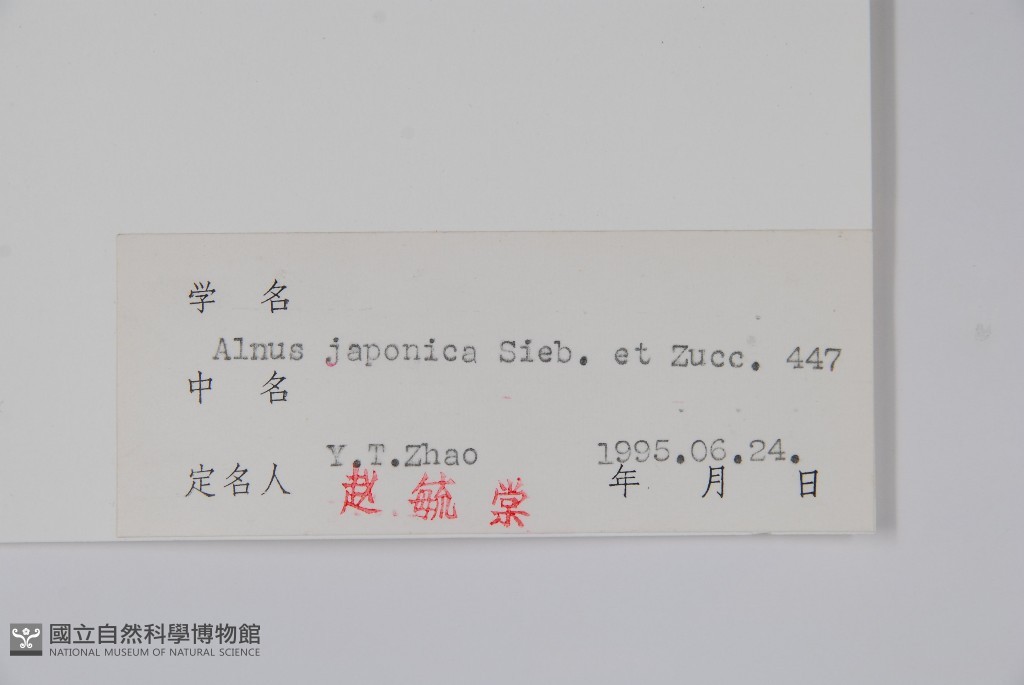 学 名
Alnus japonica Sieb. et Zucc. 447
中 名
Y.T.Zhao 1995.06.24.
定名人 年 月 日
赵毓棠
國立自然科學博物館
NATIONAL MUSEUM OF NATURAL SCIENCE